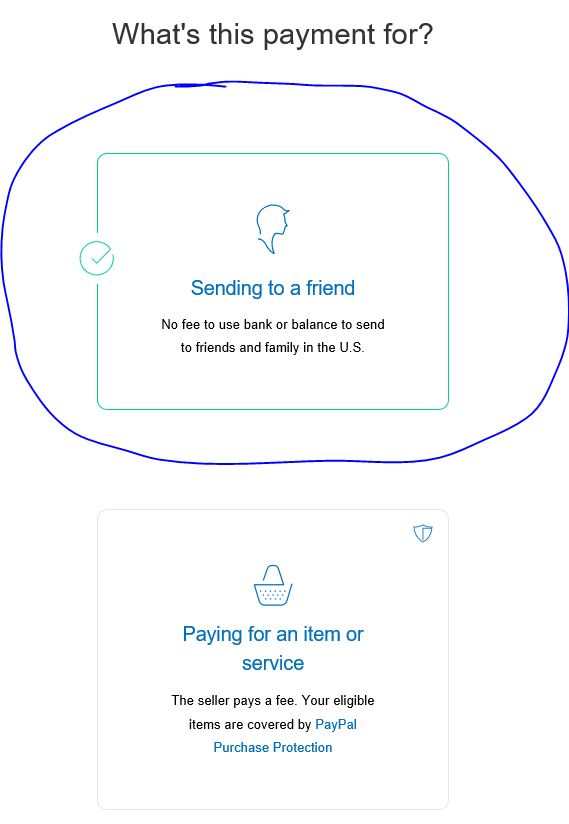 What's this payment for?
Sending to a friend
No fee to use bank or balance to send
to friends and family in the U.S.
Paying for an item or
service
The seller pays a fee. Your eligible
items are covered by PayPal
Purchase Protection